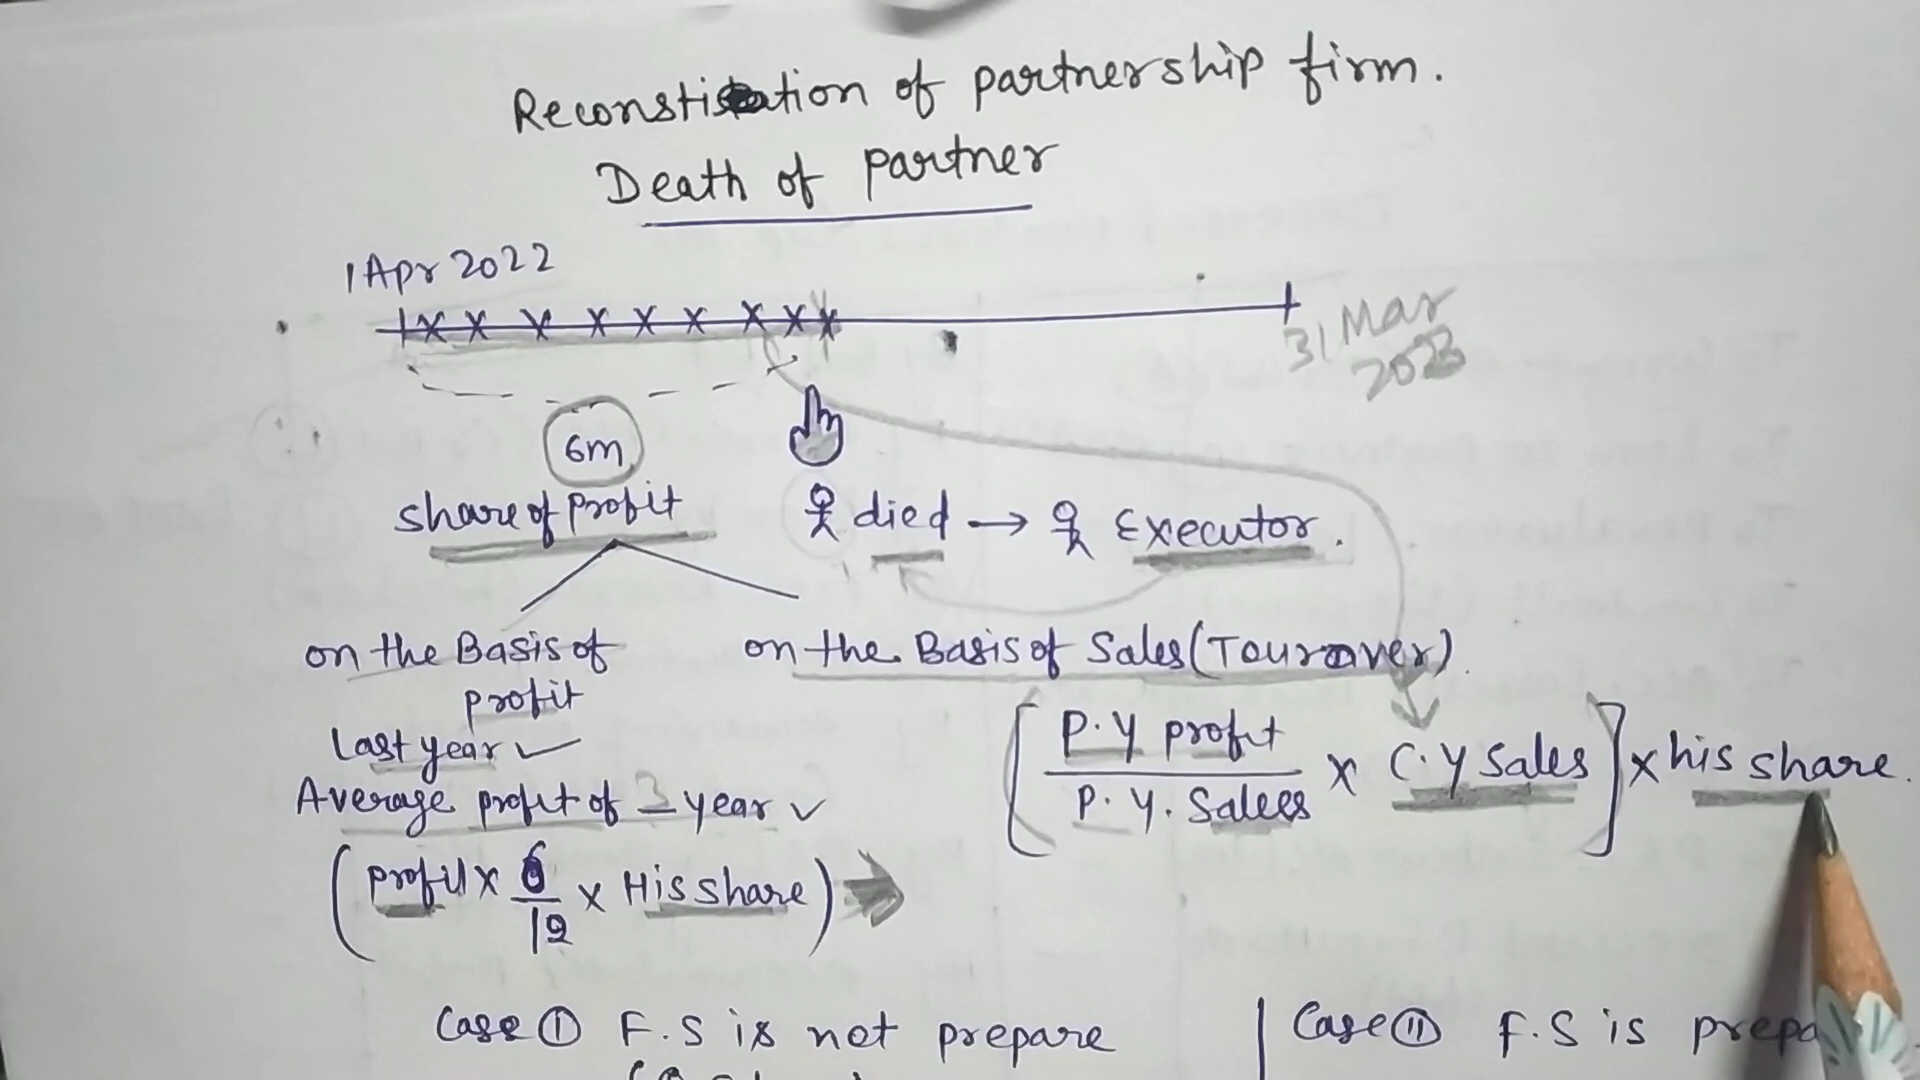 Reconstitution of partnership firm.
Death of partner
1 Apr 2022
31 Mar
2023
6m
share of profit
died → Executor.
on the Basis of
profit
on the Basis of Sales (Tournover)
Last year ✓
Average profit of 3 year ✓
(profit x 6/12 x His share)
[P.Y profit / P.Y. Salees x C.Y Sales] x his share.
Case ① F.S is not prepare
Case ⑪ F.S is prepa